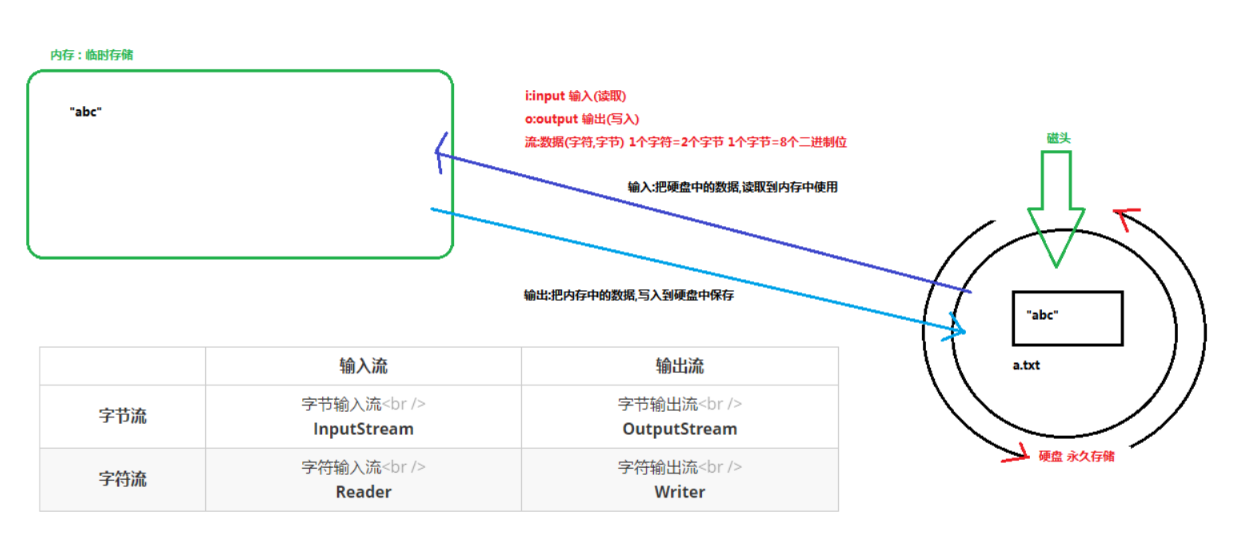 内存：临时存储
"abc"
i:input 输入(读取)
o:output 输出(写入)
流:数据(字符,字节) 1个字符=2个字节 1个字节=8个二进制位
磁头
输入:把硬盘中的数据,读取到内存中使用
输出:把内存中的数据,写入到硬盘中保存
"abc"
a.txt
硬盘 永久存储
输入流 输出流
字节流 字节输入流<br /> 字节输出流<br />
InputStream OutputStream
字符流 字符输入流<br /> 字符输出流<br />
Reader Writer